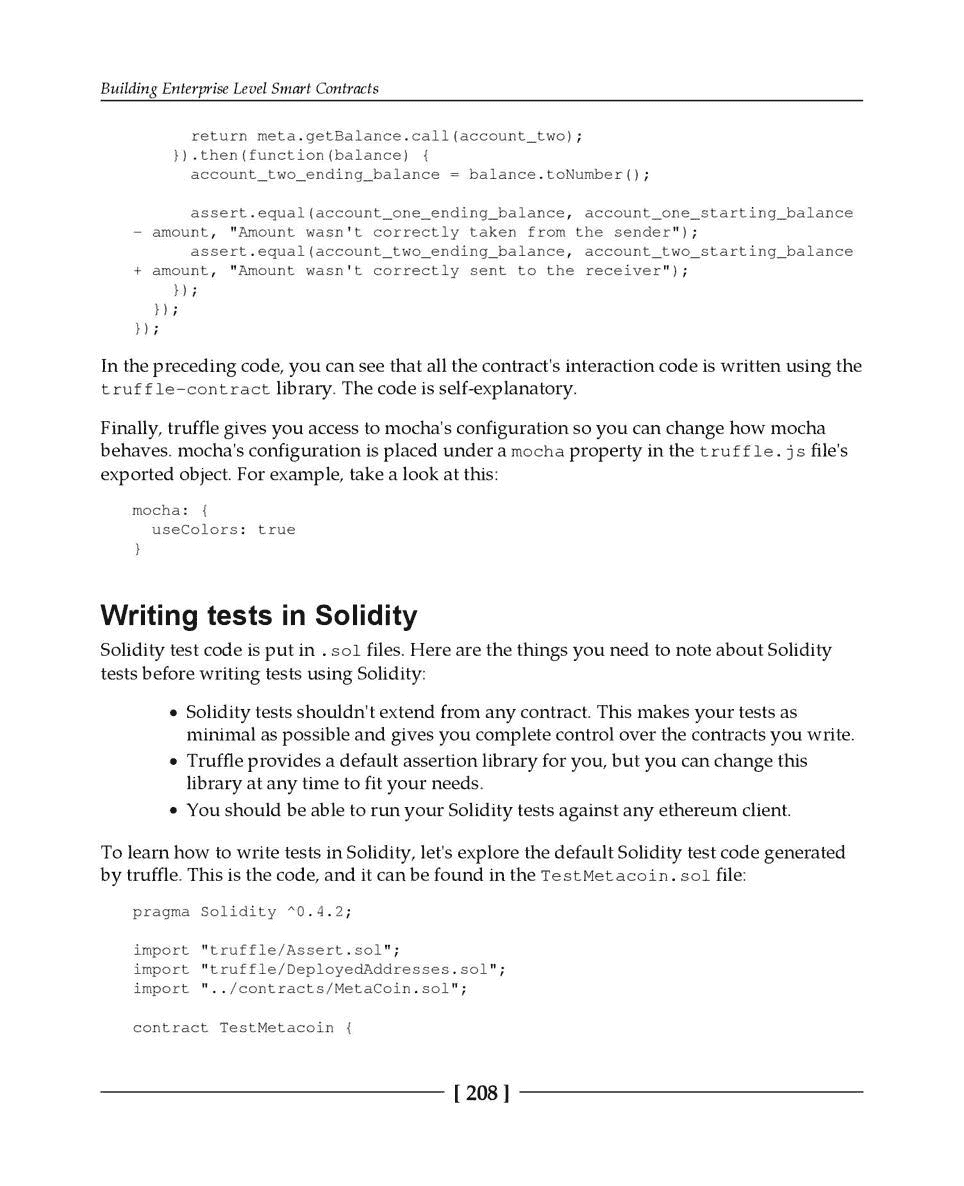 Building Enterprise Level Smart Contracts
return meta.getBalance.call(account_two);
}).then(function(balance) {
account_two_ending_balance = balance.toNumber();
assert.equal(account_one_ending_balance, account_one_starting_balance
- amount, "Amount wasn't correctly taken from the sender");
assert.equal(account_two_ending_balance, account_two_starting_balance
+ amount, "Amount wasn't correctly sent to the receiver");
});
});
});
In the preceding code, you can see that all the contract's interaction code is written using the
truffle-contract library. The code is self-explanatory.
Finally, truffle gives you access to mocha's configuration so you can change how mocha
behaves. mocha's configuration is placed under a mocha property in the truffle.js file's
exported object. For example, take a look at this:
mocha: {
useColors: true
}
Writing tests in Solidity
Solidity test code is put in .sol files. Here are the things you need to note about Solidity
tests before writing tests using Solidity:
• Solidity tests shouldn't extend from any contract. This makes your tests as
minimal as possible and gives you complete control over the contracts you write.
• Truffle provides a default assertion library for you, but you can change this
library at any time to fit your needs.
• You should be able to run your Solidity tests against any ethereum client.
To learn how to write tests in Solidity, let's explore the default Solidity test code generated
by truffle. This is the code, and it can be found in the TestMetacoin.sol file:
pragma Solidity ^0.4.2;
import "truffle/Assert.sol";
import "truffle/DeployedAddresses.sol";
import "../contracts/MetaCoin.sol";
contract TestMetacoin {
[ 208 ]